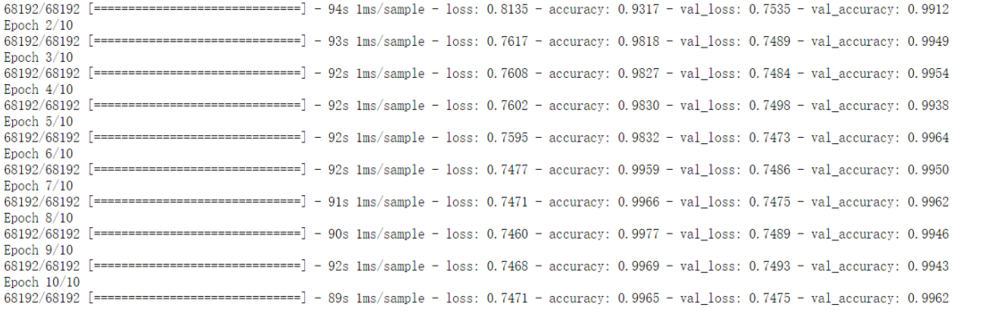 68192/68192 [==============================] - 94s 1ms/sample - loss: 0.8135 - accuracy: 0.9317 - val_loss: 0.7535 - val_accuracy: 0.9912
Epoch 2/10
68192/68192 [==============================] - 93s 1ms/sample - loss: 0.7617 - accuracy: 0.9818 - val_loss: 0.7489 - val_accuracy: 0.9949
Epoch 3/10
68192/68192 [==============================] - 92s 1ms/sample - loss: 0.7608 - accuracy: 0.9827 - val_loss: 0.7484 - val_accuracy: 0.9954
Epoch 4/10
68192/68192 [==============================] - 92s 1ms/sample - loss: 0.7602 - accuracy: 0.9830 - val_loss: 0.7498 - val_accuracy: 0.9938
Epoch 5/10
68192/68192 [==============================] - 92s 1ms/sample - loss: 0.7595 - accuracy: 0.9832 - val_loss: 0.7473 - val_accuracy: 0.9964
Epoch 6/10
68192/68192 [==============================] - 92s 1ms/sample - loss: 0.7477 - accuracy: 0.9959 - val_loss: 0.7486 - val_accuracy: 0.9950
Epoch 7/10
68192/68192 [==============================] - 91s 1ms/sample - loss: 0.7471 - accuracy: 0.9966 - val_loss: 0.7475 - val_accuracy: 0.9962
Epoch 8/10
68192/68192 [==============================] - 90s 1ms/sample - loss: 0.7460 - accuracy: 0.9977 - val_loss: 0.7489 - val_accuracy: 0.9946
Epoch 9/10
68192/68192 [==============================] - 92s 1ms/sample - loss: 0.7468 - accuracy: 0.9969 - val_loss: 0.7493 - val_accuracy: 0.9943
Epoch 10/10
68192/68192 [==============================] - 89s 1ms/sample - loss: 0.7471 - accuracy: 0.9965 - val_loss: 0.7475 - val_accuracy: 0.9962